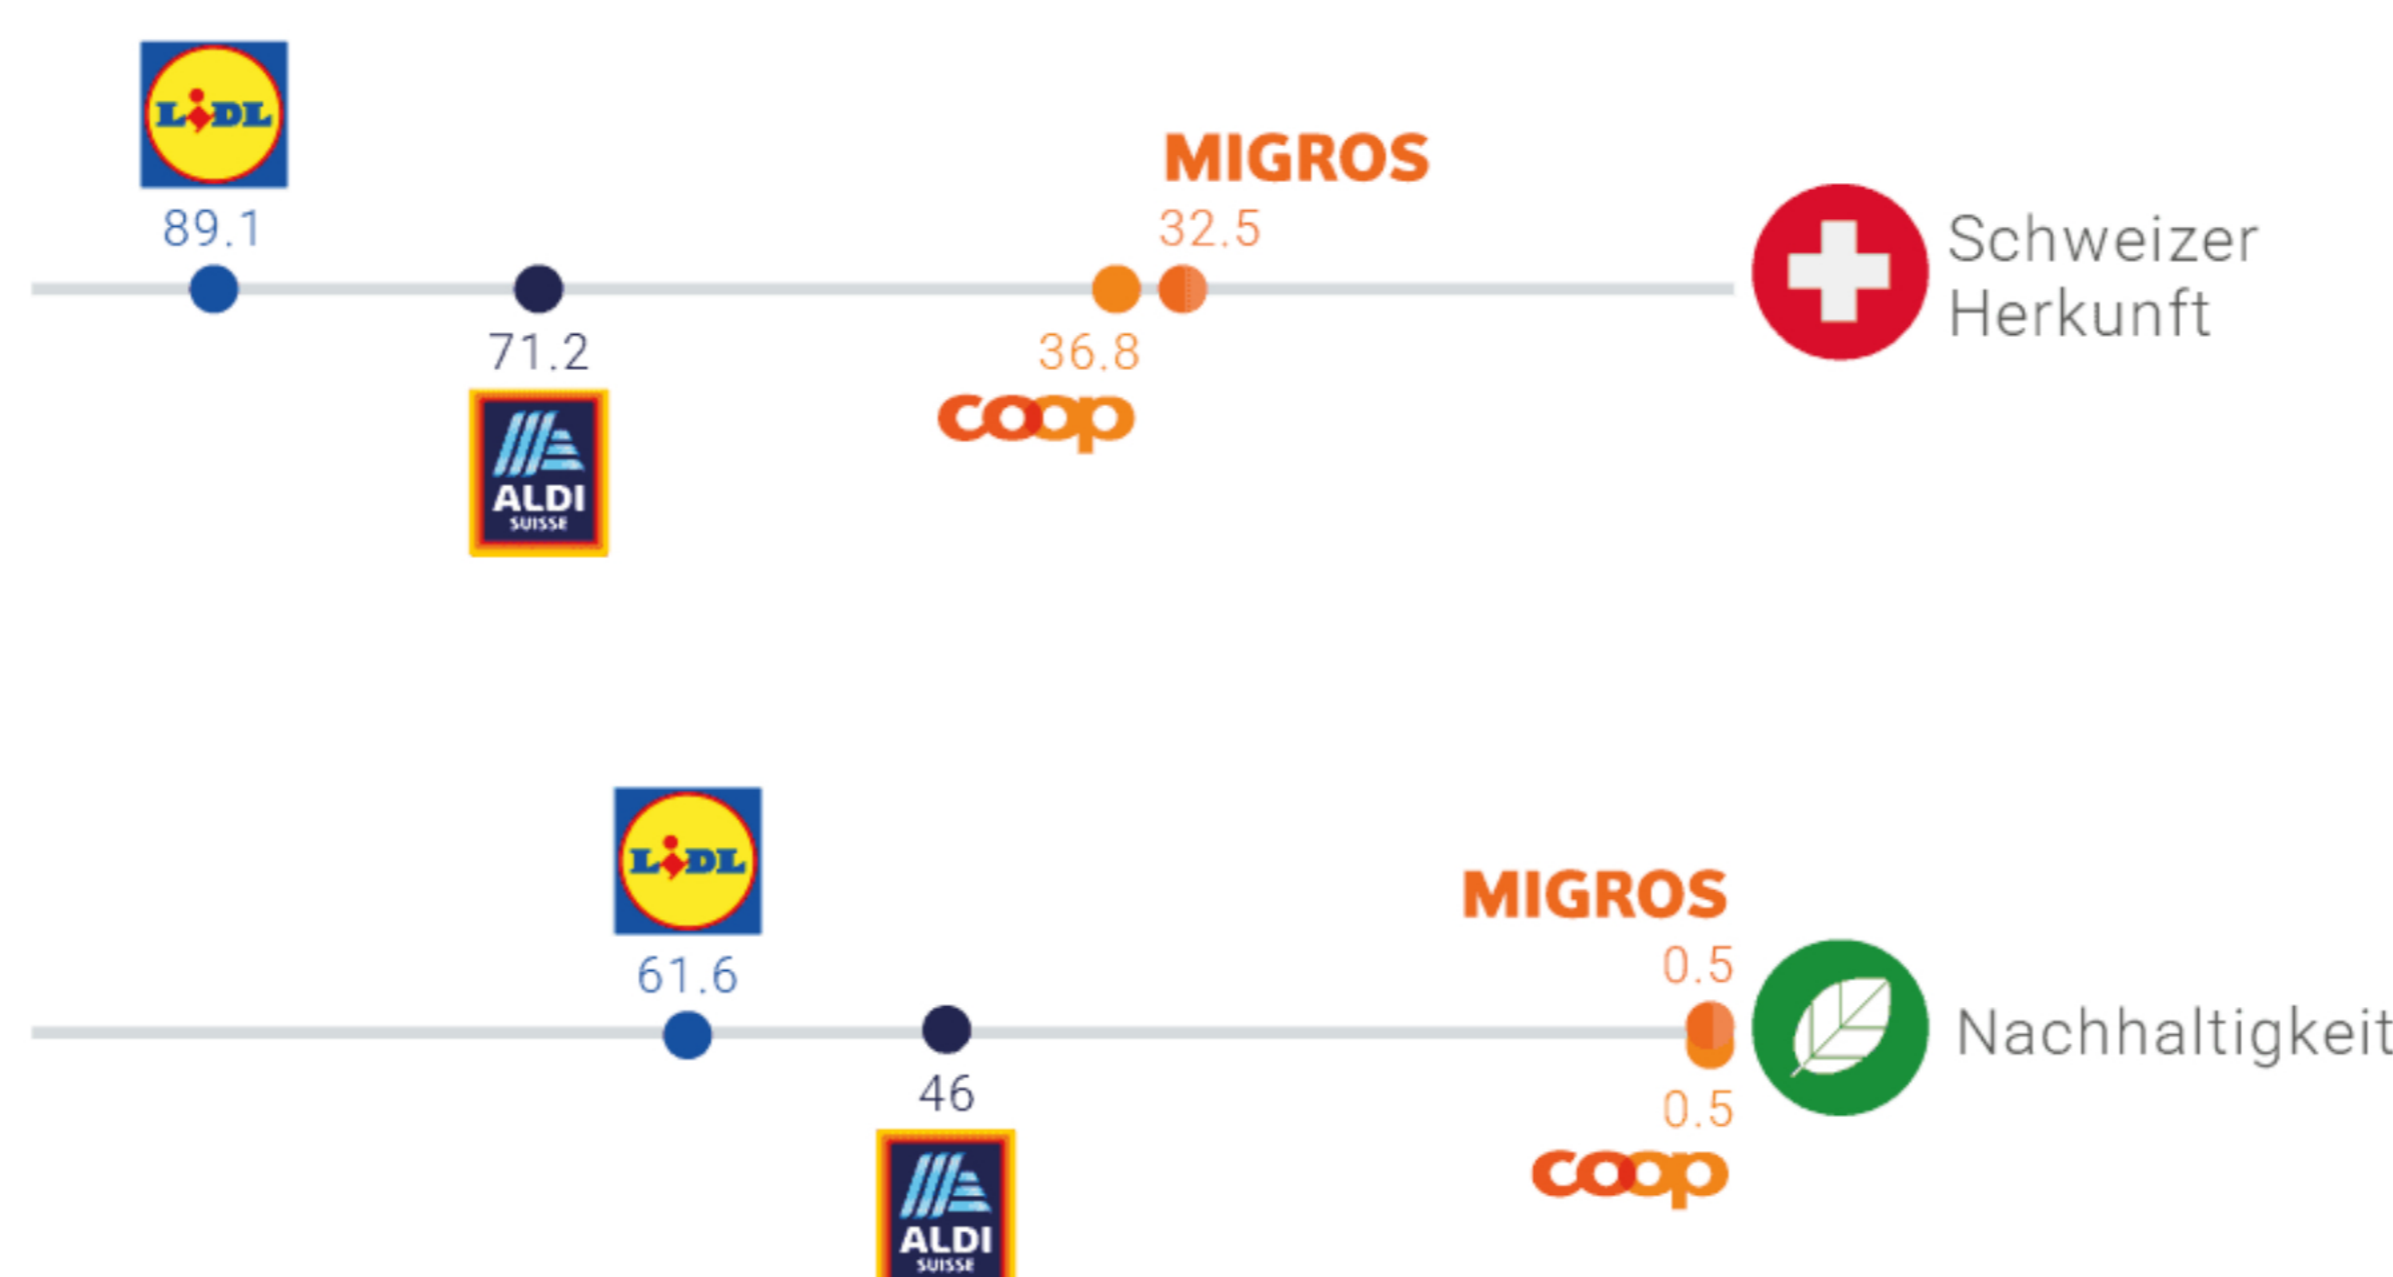 LIDL
89.1
MIGROS
32.5
71.2
36.8
coop
ALDI
SUISSE
Schweizer
Herkunft
LIDL
61.6
MIGROS
0.5
46
0.5
coop
ALDI
SUISSE
Nachhaltigkeit